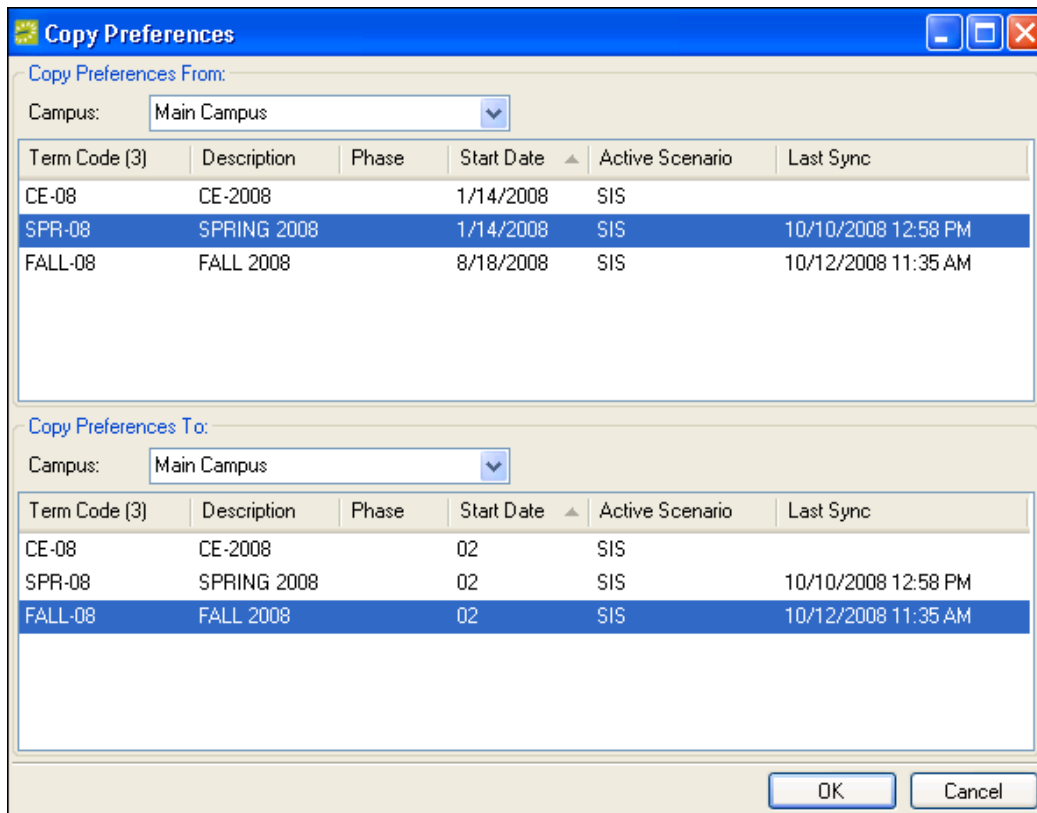 Copy Preferences
Copy Preferences From:
Campus: Main Campus
Term Code (3) Description Phase Start Date Active Scenario Last Sync
CE-08 CE-2008 1/14/2008 SIS
SPR-08 SPRING 2008 1/14/2008 SIS 10/10/2008 12:58 PM
FALL-08 FALL 2008 8/18/2008 SIS 10/12/2008 11:35 AM
Copy Preferences To:
Campus: Main Campus
Term Code (3) Description Phase Start Date Active Scenario Last Sync
CE-08 CE-2008 02 SIS
SPR-08 SPRING 2008 02 SIS 10/10/2008 12:58 PM
FALL-08 FALL 2008 02 SIS 10/12/2008 11:35 AM
OK Cancel